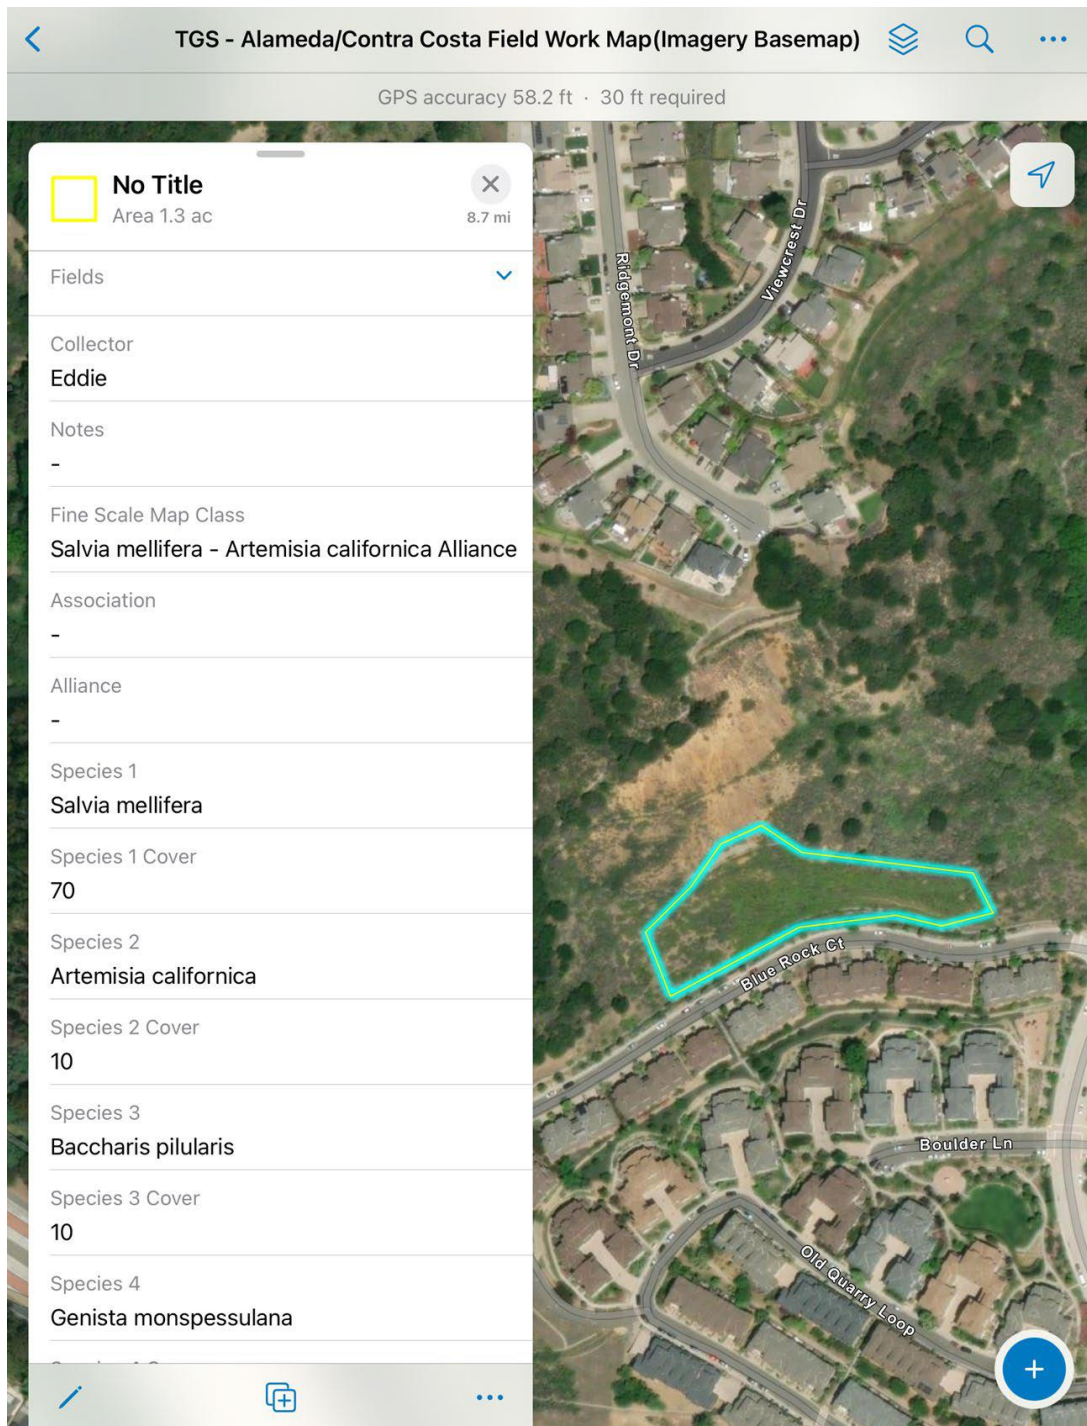 TGS - Alameda/Contra Costa Field Work Map(Imagery Basemap)
GPS accuracy 58.2 ft · 30 ft required
No Title
Area 1.3 ac
8.7 mi
Fields
Collector
Eddie
Notes
-
Fine Scale Map Class
Salvia mellifera - Artemisia californica Alliance
Association
-
Alliance
-
Species 1
Salvia mellifera
Species 1 Cover
70
Species 2
Artemisia californica
Species 2 Cover
10
Species 3
Baccharis pilularis
Species 3 Cover
10
Species 4
Genista monspessulana
Ridgemont Dr
Viewcrest Dr
Blue Rock Ct
Boulder Ln
Old Quarry Loop